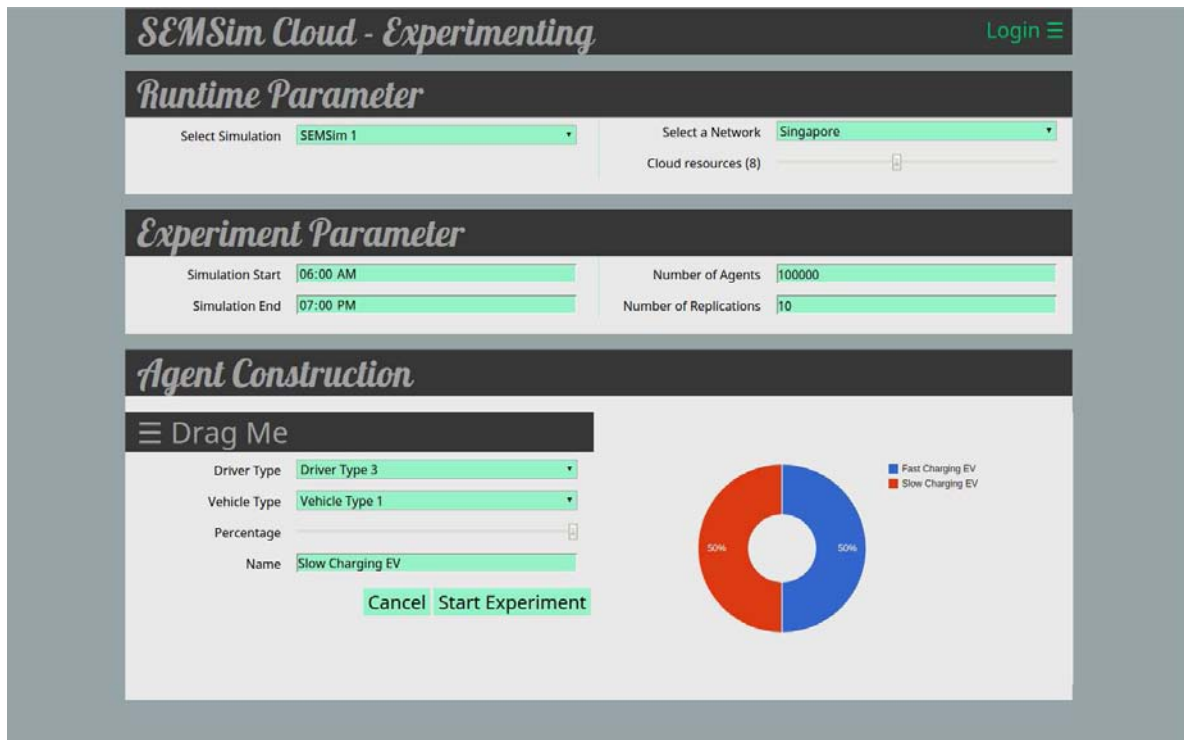 SEMSim Cloud - Experimenting
Login ☰
Runtime Parameter
Select Simulation SEMSim 1
Select a Network Singapore
Cloud resources (8)
Experiment Parameter
Simulation Start 06:00 AM
Simulation End 07:00 PM
Number of Agents 100000
Number of Replications 10
Agent Construction
☰ Drag Me
Driver Type Driver Type 3
Vehicle Type Vehicle Type 1
Percentage
Name Slow Charging EV
Cancel Start Experiment
Fast Charging EV
Slow Charging EV
50% 50%